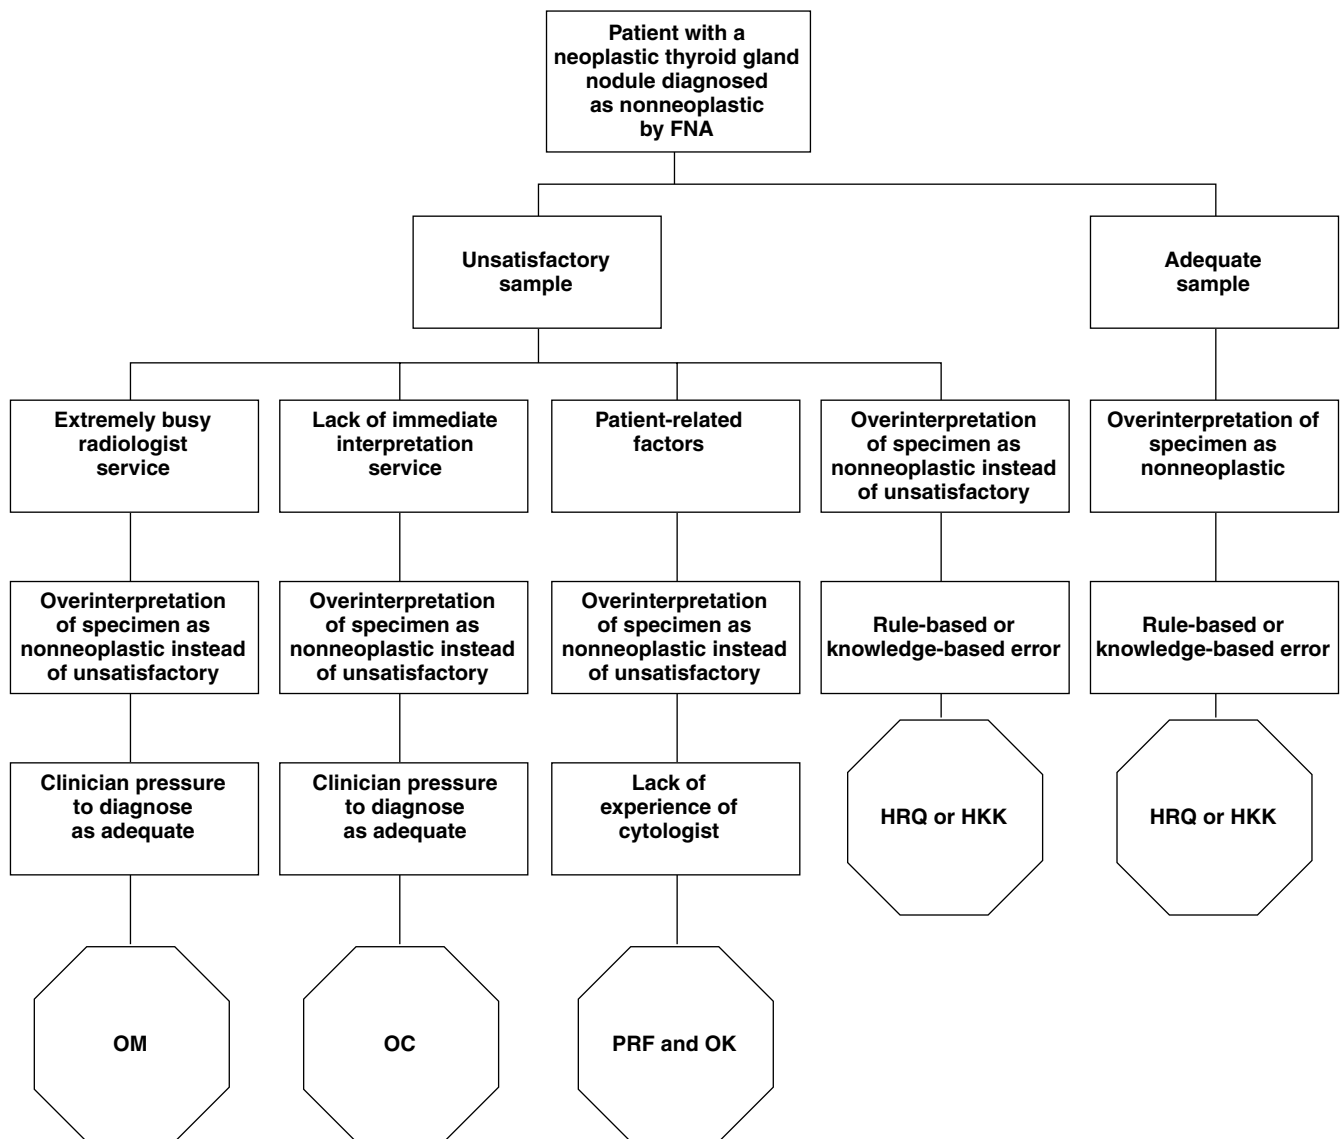 Patient with a
neoplastic thyroid gland
nodule diagnosed
as nonneoplastic
by FNA
Unsatisfactory
sample
Adequate
sample
Extremely busy
radiologist
service
Lack of immediate
interpretation
service
Patient-related
factors
Overinterpretation
of specimen as
nonneoplastic instead
of unsatisfactory
Overinterpretation of
specimen as
nonneoplastic
Overinterpretation
of specimen as
nonneoplastic instead
of unsatisfactory
Overinterpretation
of specimen as
nonneoplastic instead
of unsatisfactory
Overinterpretation
of specimen as
nonneoplastic instead
of unsatisfactory
Rule-based or
knowledge-based error
Rule-based or
knowledge-based error
Clinician pressure
to diagnose
as adequate
Clinician pressure
to diagnose
as adequate
Lack of
experience of
cytologist
HRQ or HKK
HRQ or HKK
OM
OC
PRF and OK